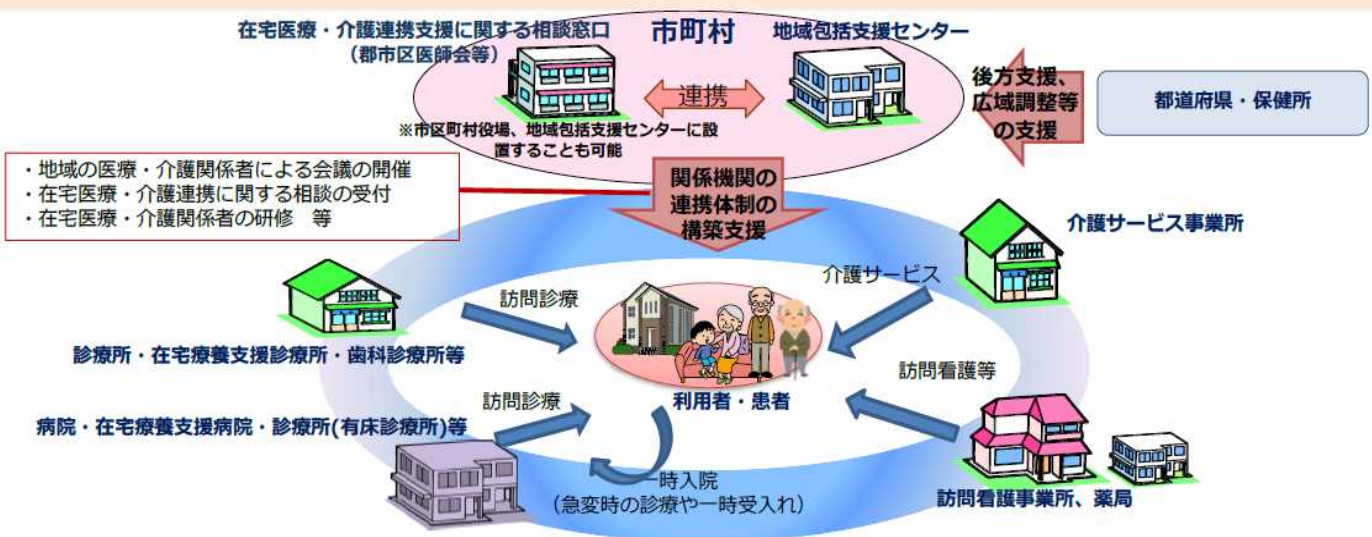 在宅医療・介護連携支援に関する相談窓口
（郡市区医師会等）
市町村
地域包括支援センター
連携
※市区町村役場、地域包括支援センターに設
置することも可能
後方支援、
広域調整等
の支援
都道府県・保健所
・地域の医療・介護関係者による会議の開催
・在宅医療・介護連携に関する相談の受付
・在宅医療・介護関係者の研修　等
関係機関の
連携体制の
構築支援
介護サービス事業所
介護サービス
訪問診療
診療所・在宅療養支援診療所・歯科診療所等
訪問看護等
利用者・患者
訪問診療
病院・在宅療養支援病院・診療所(有床診療所)等
一時入院
（急変時の診療や一時受入れ）
訪問看護事業所、薬局